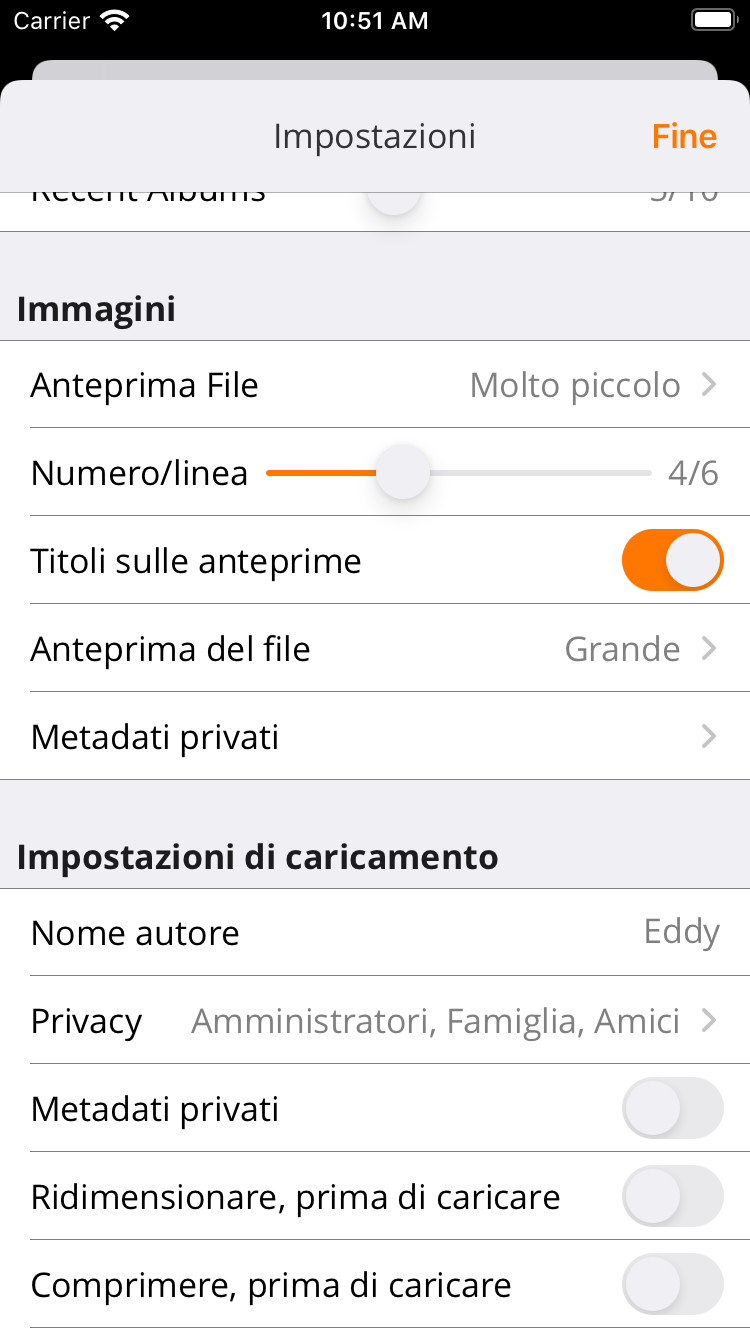 Carrier 10:51 AM
Impostazioni Fine
Recent Albums 5/10
Immagini
Anteprima File Molto piccolo
Numero/linea 4/6
Titoli sulle anteprime
Anteprima del file Grande
Metadati privati
Impostazioni di caricamento
Nome autore Eddy
Privacy Amministratori, Famiglia, Amici
Metadati privati
Ridimensionare, prima di caricare
Comprimere, prima di caricare